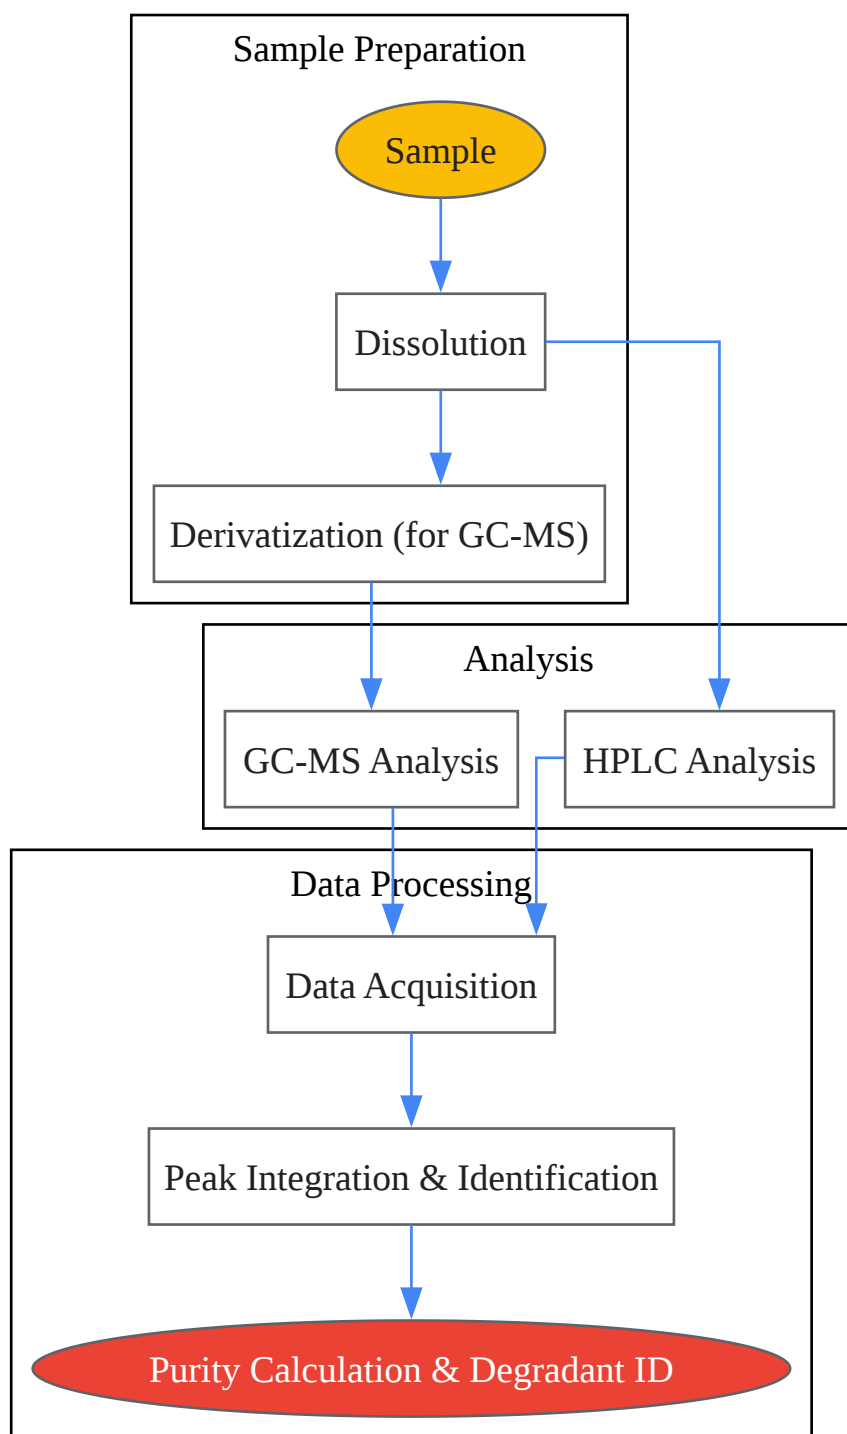 Sample Preparation
Sample
Dissolution
Derivatization (for GC-MS)
Analysis
GC-MS Analysis
HPLC Analysis
Data Processing
Data Acquisition
Peak Integration & Identification
Purity Calculation & Degradant ID